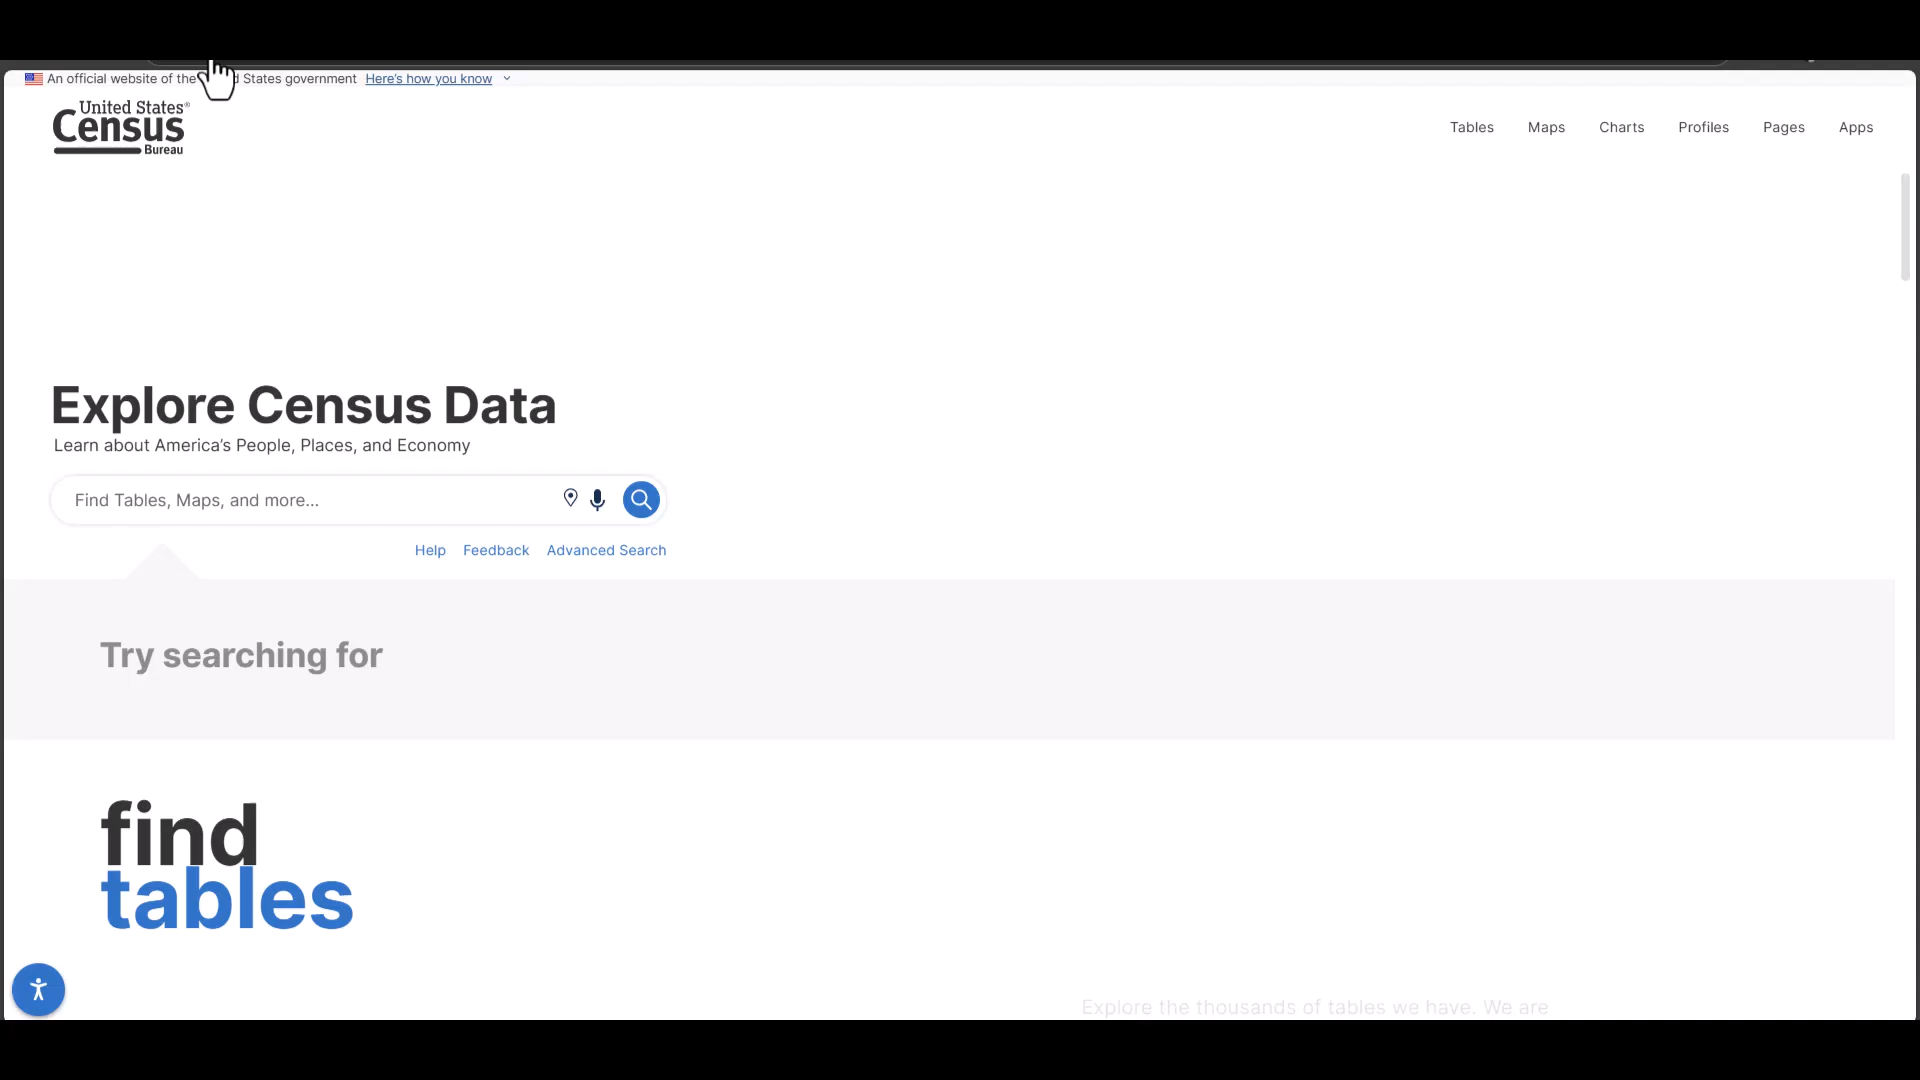 An official website of the d States government Here's how you know
United States®
Census
Bureau
Tables Maps Charts Profiles Pages Apps
Explore Census Data
Learn about America's People, Places, and Economy
Find Tables, Maps, and more...
Help Feedback Advanced Search
Try searching for
find
tables
Explore the thousands of tables we have. We are